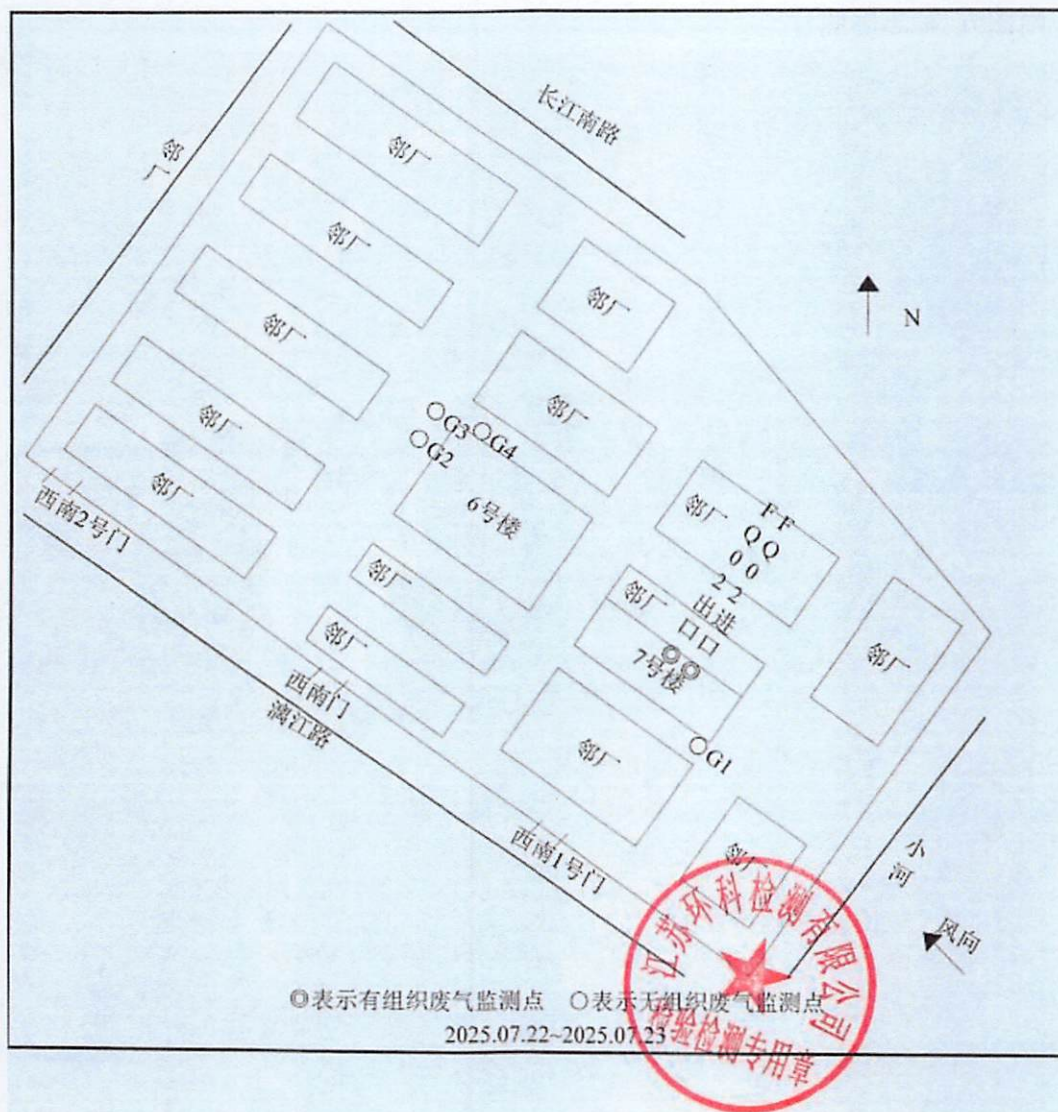 长江南路
邻厂
邻厂
邻厂
邻厂
邻厂
N
邻厂
邻厂
○G3
○G4
○G2
邻厂
6号楼
邻厂
西南2号门
邻厂
FQ02出口
FQ02进口
邻厂
邻厂
7号楼
邻厂
邻厂
西南门
漓江路
邻厂
○G1
西南1号门
邻厂
小河
风向
◎表示有组织废气监测点 ○表示无组织废气监测点
2025.07.22~2025.07.23
江苏环科检测有限公司
检验检测专用章